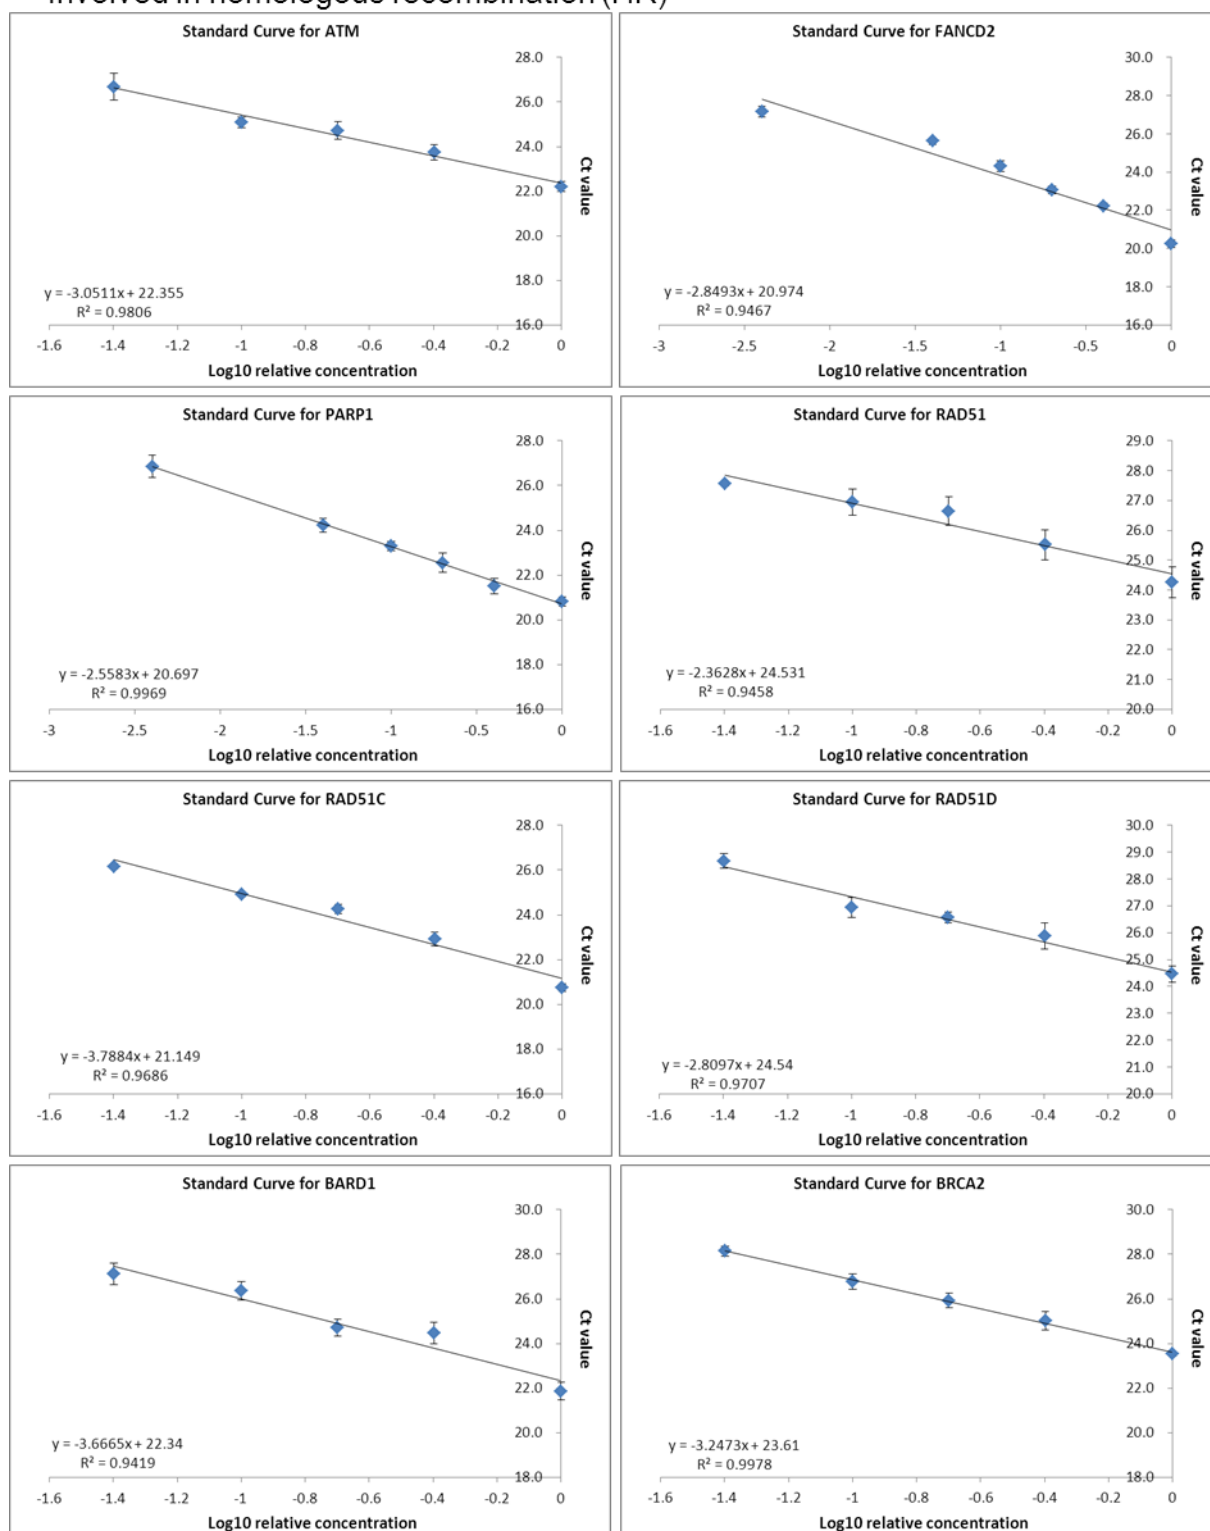 involved in homologous recombination (HR)
Standard Curve for ATM
28.0
26.0
24.0
22.0
20.0
18.0
16.0
Ct value
y = -3.0511x + 22.355
R² = 0.9806
-1.6 -1.4 -1.2 -1 -0.8 -0.6 -0.4 -0.2 0
Log10 relative concentration
Standard Curve for FANCD2
30.0
28.0
26.0
24.0
22.0
20.0
18.0
16.0
Ct value
y = -2.8493x + 20.974
R² = 0.9467
-3 -2.5 -2 -1.5 -1 -0.5 0
Log10 relative concentration
Standard Curve for PARP1
28.0
26.0
24.0
22.0
20.0
18.0
16.0
Ct value
y = -2.5583x + 20.697
R² = 0.9969
-3 -2.5 -2 -1.5 -1 -0.5 0
Log10 relative concentration
Standard Curve for RAD51
29.0
28.0
27.0
26.0
25.0
24.0
23.0
22.0
21.0
20.0
Ct value
y = -2.3628x + 24.531
R² = 0.9458
-1.6 -1.4 -1.2 -1 -0.8 -0.6 -0.4 -0.2 0
Log10 relative concentration
Standard Curve for RAD51C
28.0
26.0
24.0
22.0
20.0
18.0
16.0
Ct value
y = -3.7884x + 21.149
R² = 0.9686
-1.6 -1.4 -1.2 -1 -0.8 -0.6 -0.4 -0.2 0
Log10 relative concentration
Standard Curve for RAD51D
30.0
29.0
28.0
27.0
26.0
25.0
24.0
23.0
22.0
21.0
20.0
Ct value
y = -2.8097x + 24.54
R² = 0.9707
-1.6 -1.4 -1.2 -1 -0.8 -0.6 -0.4 -0.2 0
Log10 relative concentration
Standard Curve for BARD1
30.0
28.0
26.0
24.0
22.0
20.0
18.0
Ct value
y = -3.6665x + 22.34
R² = 0.9419
-1.6 -1.4 -1.2 -1 -0.8 -0.6 -0.4 -0.2 0
Log10 relative concentration
Standard Curve for BRCA2
30.0
28.0
26.0
24.0
22.0
20.0
18.0
Ct value
y = -3.2473x + 23.61
R² = 0.9978
-1.6 -1.4 -1.2 -1 -0.8 -0.6 -0.4 -0.2 0
Log10 relative concentration